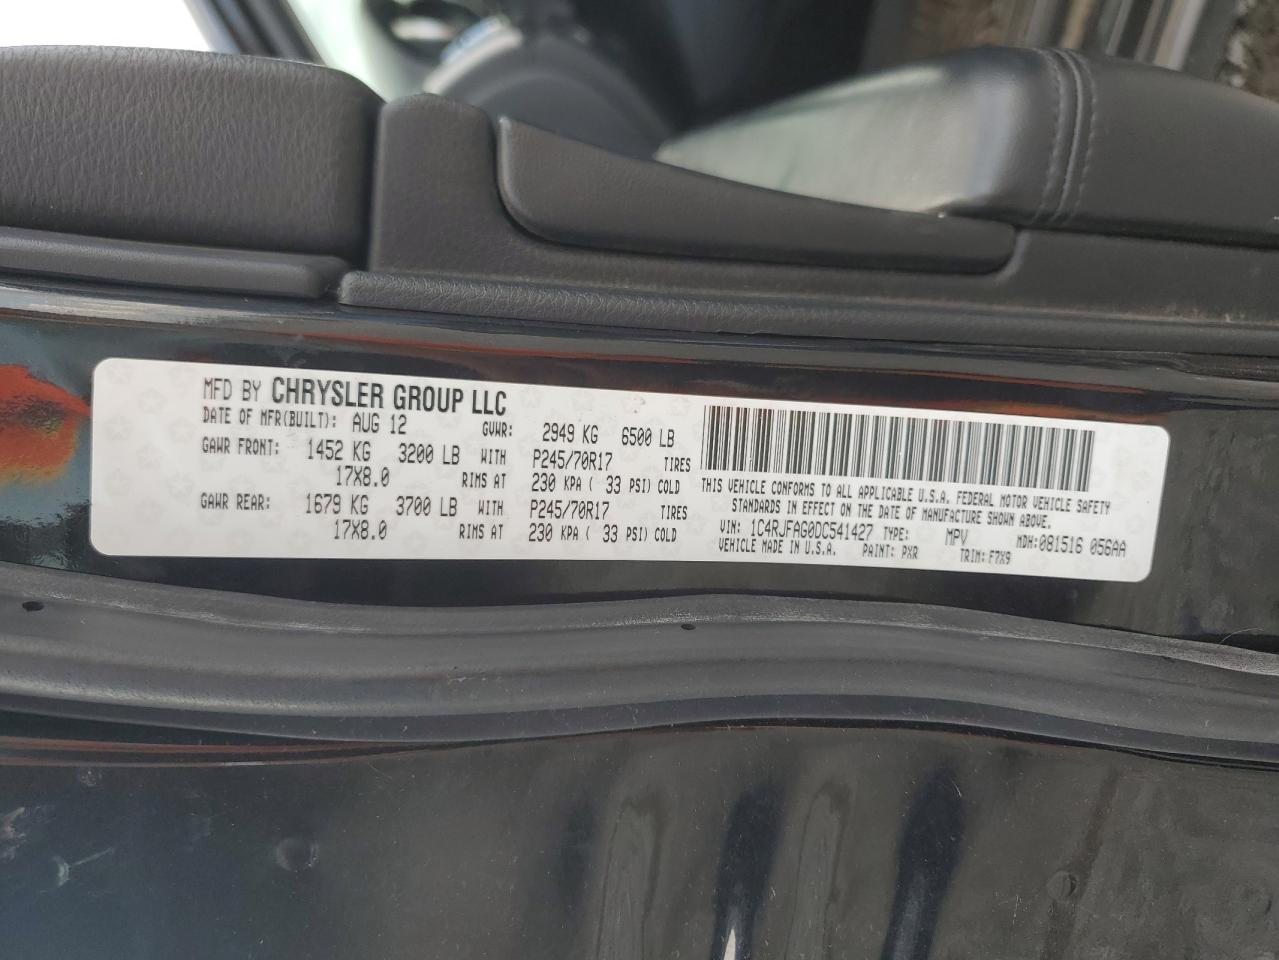 MFD BY CHRYSLER GROUP LLC
DATE OF MFR(BUILT): AUG 12 GVWR: 2949 KG 6500 LB
GAWR FRONT: 1452 KG 3200 LB WITH P245/70R17 TIRES
17X8.0 RIMS AT 230 KPA ( 33 PSI) COLD
GAWR REAR: 1679 KG 3700 LB WITH P245/70R17 TIRES
17X8.0 RIMS AT 230 KPA ( 33 PSI) COLD
THIS VEHICLE CONFORMS TO ALL APPLICABLE U.S.A. FEDERAL MOTOR VEHICLE SAFETY
STANDARDS IN EFFECT ON THE DATE OF MANUFACTURE SHOWN ABOVE.
VIN: 1C4RJFAG0DC541427 TYPE: MPV MDH:081516 056AA
VEHICLE MADE IN U.S.A. PAINT: PXR TRIM: F7X9